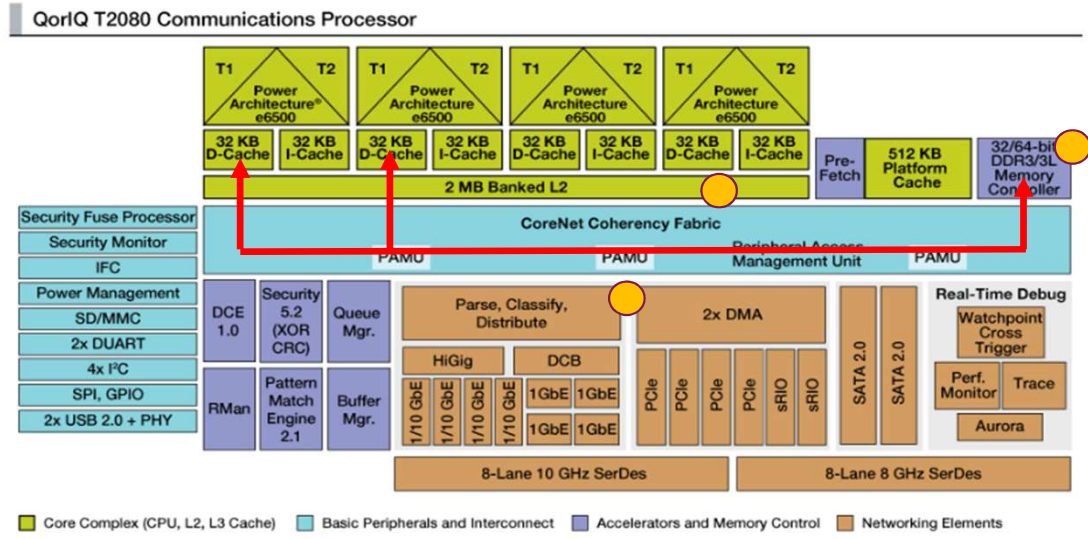 QorIQ T2080 Communications Processor
T1 T2 T1 T2 T1 T2 T1 T2
Power Architecture® e6500
Power Architecture e6500
Power Architecture e6500
Power Architecture e6500
32 KB D-Cache
32 KB I-Cache
32 KB D-Cache
32 KB I-Cache
32 KB D-Cache
32 KB I-Cache
32 KB D-Cache
32 KB I-Cache
2 MB Banked L2
Pre-Fetch
512 KB Platform Cache
32/64-bit DDR3/3L Memory Controller
Security Fuse Processor
Security Monitor
IFC
Power Management
SD/MMC
2x DUART
4x I²C
SPI, GPIO
2x USB 2.0 + PHY
CoreNet Coherency Fabric
PAMU
PAMU
Peripheral Access Management Unit
PAMU
DCE 1.0
Security 5.2 (XOR CRC)
Queue Mgr.
RMan
Pattern Match Engine 2.1
Buffer Mgr.
Parse, Classify, Distribute
HiGig
DCB
1/10 GbE
1/10 GbE
1/10 GbE
1/10 GbE
1GbE
1GbE
1GbE
1GbE
2x DMA
PCIe
PCIe
PCIe
PCIe
sRIO
sRIO
SATA 2.0
SATA 2.0
Real-Time Debug
Watchpoint Cross Trigger
Perf. Monitor
Trace
Aurora
8-Lane 10 GHz SerDes
8-Lane 8 GHz SerDes
Core Complex (CPU, L2, L3 Cache)
Basic Peripherals and Interconnect
Accelerators and Memory Control
Networking Elements